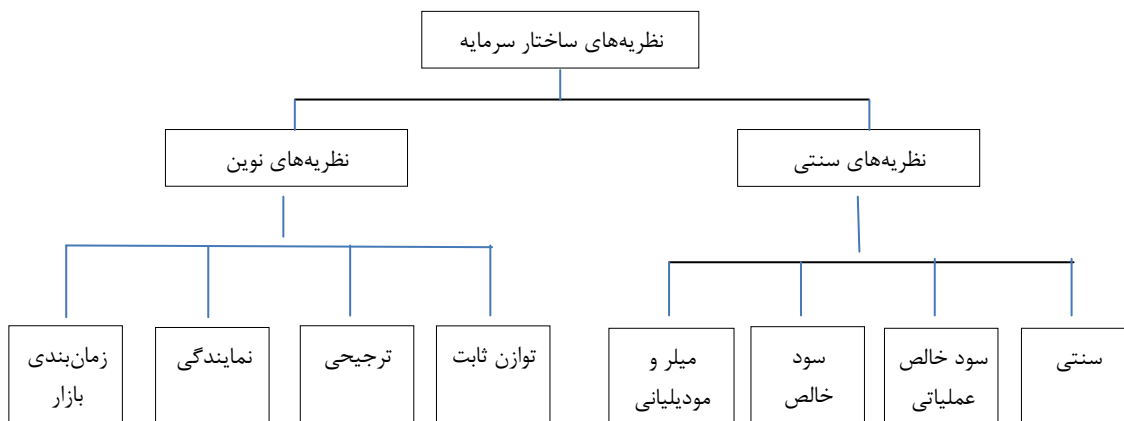 نظریه‌های ساختار سرمایه
نظریه‌های سنتی
نظریه‌های نوین
سنتی
سود خالص
عملیاتی
سود
خالص
میلر و
مودیلیانی
توازن ثابت
ترجیحی
نمایندگی
زمان‌بندی
بازار